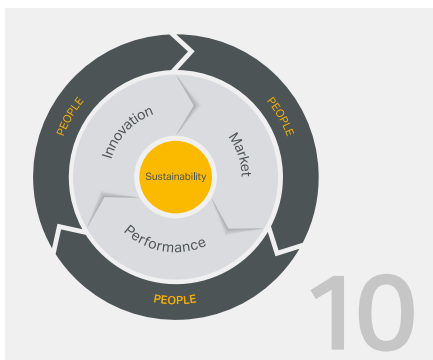 PEOPLE
PEOPLE
Innovation
Market
Sustainability
Performance
PEOPLE
10